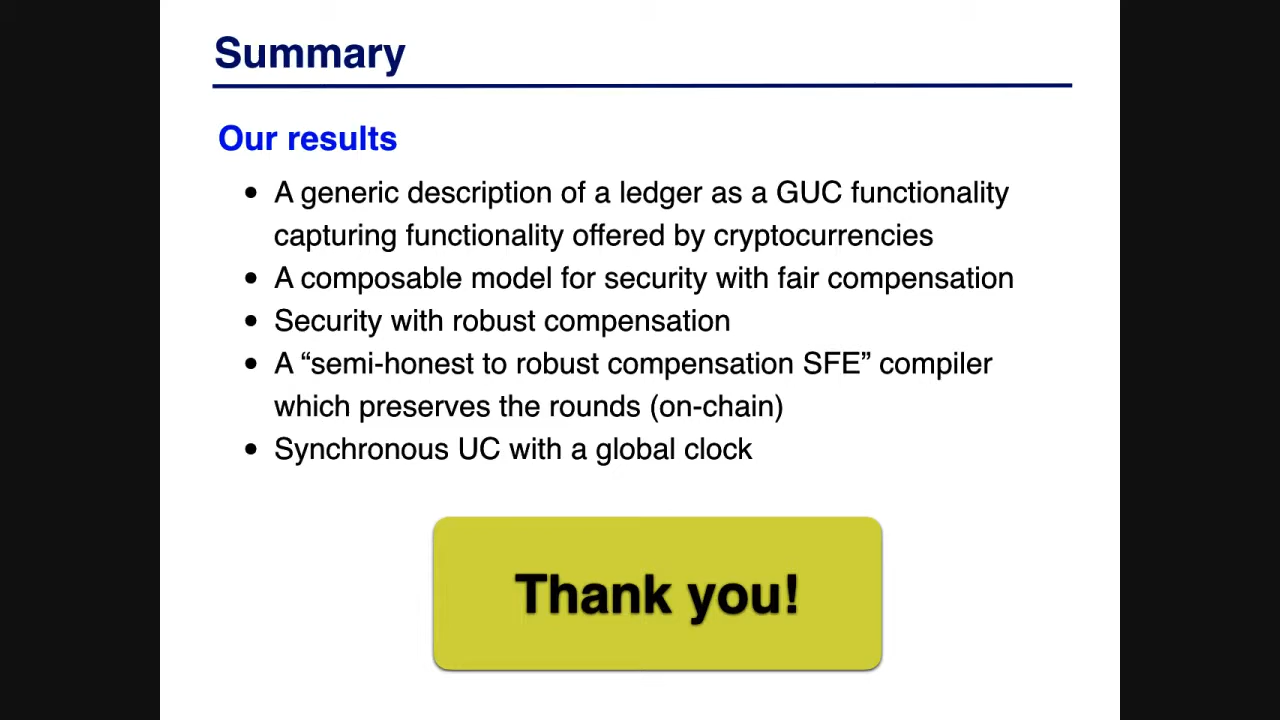 Summary
Our results
• A generic description of a ledger as a GUC functionality
capturing functionality offered by cryptocurrencies
• A composable model for security with fair compensation
• Security with robust compensation
• A “semi-honest to robust compensation SFE” compiler
which preserves the rounds (on-chain)
• Synchronous UC with a global clock
Thank you!